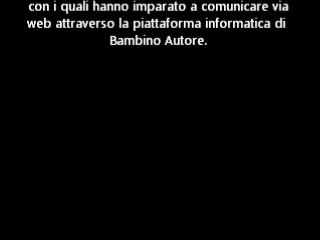 con i quali hanno imparato a comunicare via
web attraverso la piattaforma informatica di
Bambino Autore.